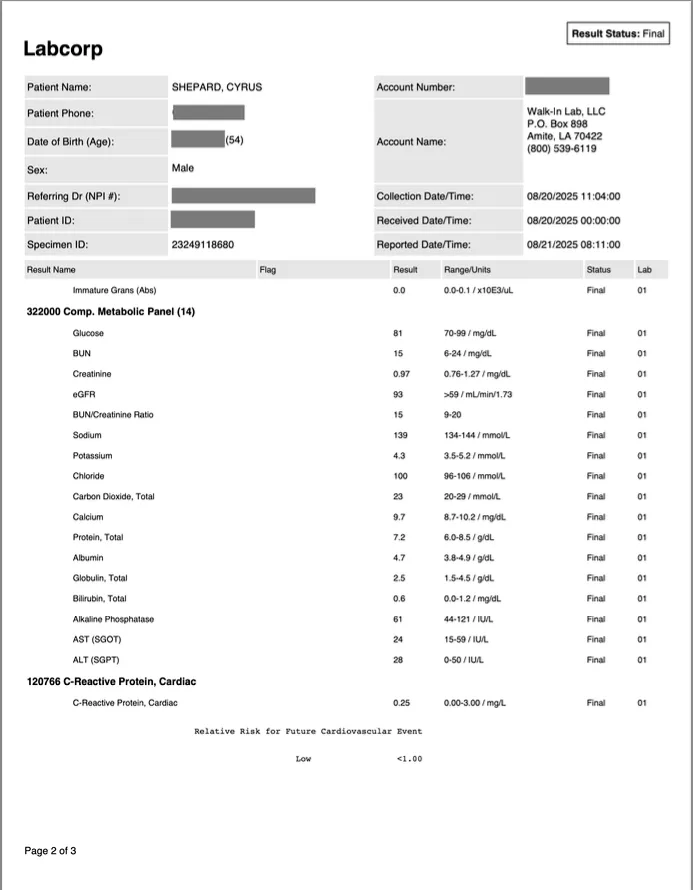 Result Status: Final
Labcorp
Patient Name: SHEPARD, CYRUS Account Number:
Patient Phone:
Account Name: Walk-In Lab, LLC
P.O. Box 898
Amite, LA 70422
(800) 539-6119
Date of Birth (Age): (54)
Sex: Male
Referring Dr (NPI #): Collection Date/Time: 08/20/2025 11:04:00
Patient ID: Received Date/Time: 08/20/2025 00:00:00
Specimen ID: 23249118680 Reported Date/Time: 08/21/2025 08:11:00
Result Name Flag Result Range/Units Status Lab
Immature Grans (Abs) 0.0 0.0-0.1 / x10E3/uL Final 01
322000 Comp. Metabolic Panel (14)
Glucose 81 70-99 / mg/dL Final 01
BUN 15 6-24 / mg/dL Final 01
Creatinine 0.97 0.76-1.27 / mg/dL Final 01
eGFR 93 >59 / mL/min/1.73 Final 01
BUN/Creatinine Ratio 15 9-20 Final 01
Sodium 139 134-144 / mmol/L Final 01
Potassium 4.3 3.5-5.2 / mmol/L Final 01
Chloride 100 96-106 / mmol/L Final 01
Carbon Dioxide, Total 23 20-29 / mmol/L Final 01
Calcium 9.7 8.7-10.2 / mg/dL Final 01
Protein, Total 7.2 6.0-8.5 / g/dL Final 01
Albumin 4.7 3.8-4.9 / g/dL Final 01
Globulin, Total 2.5 1.5-4.5 / g/dL Final 01
Bilirubin, Total 0.6 0.0-1.2 / mg/dL Final 01
Alkaline Phosphatase 61 44-121 / IU/L Final 01
AST (SGOT) 24 15-59 / IU/L Final 01
ALT (SGPT) 28 0-50 / IU/L Final 01
120766 C-Reactive Protein, Cardiac
C-Reactive Protein, Cardiac 0.25 0.00-3.00 / mg/L Final 01
Relative Risk for Future Cardiovascular Event
Low <1.00
Page 2 of 3